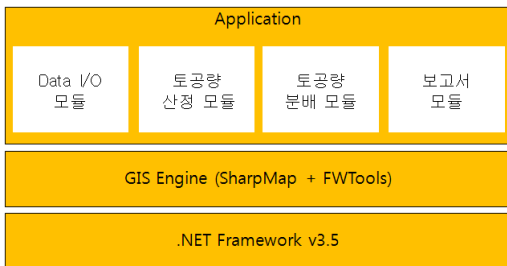 Application
Data I/O
모듈
토공량
산정 모듈
토공량
분배 모듈
보고서
모듈
GIS Engine (SharpMap + FWTools)
.NET Framework v3.5